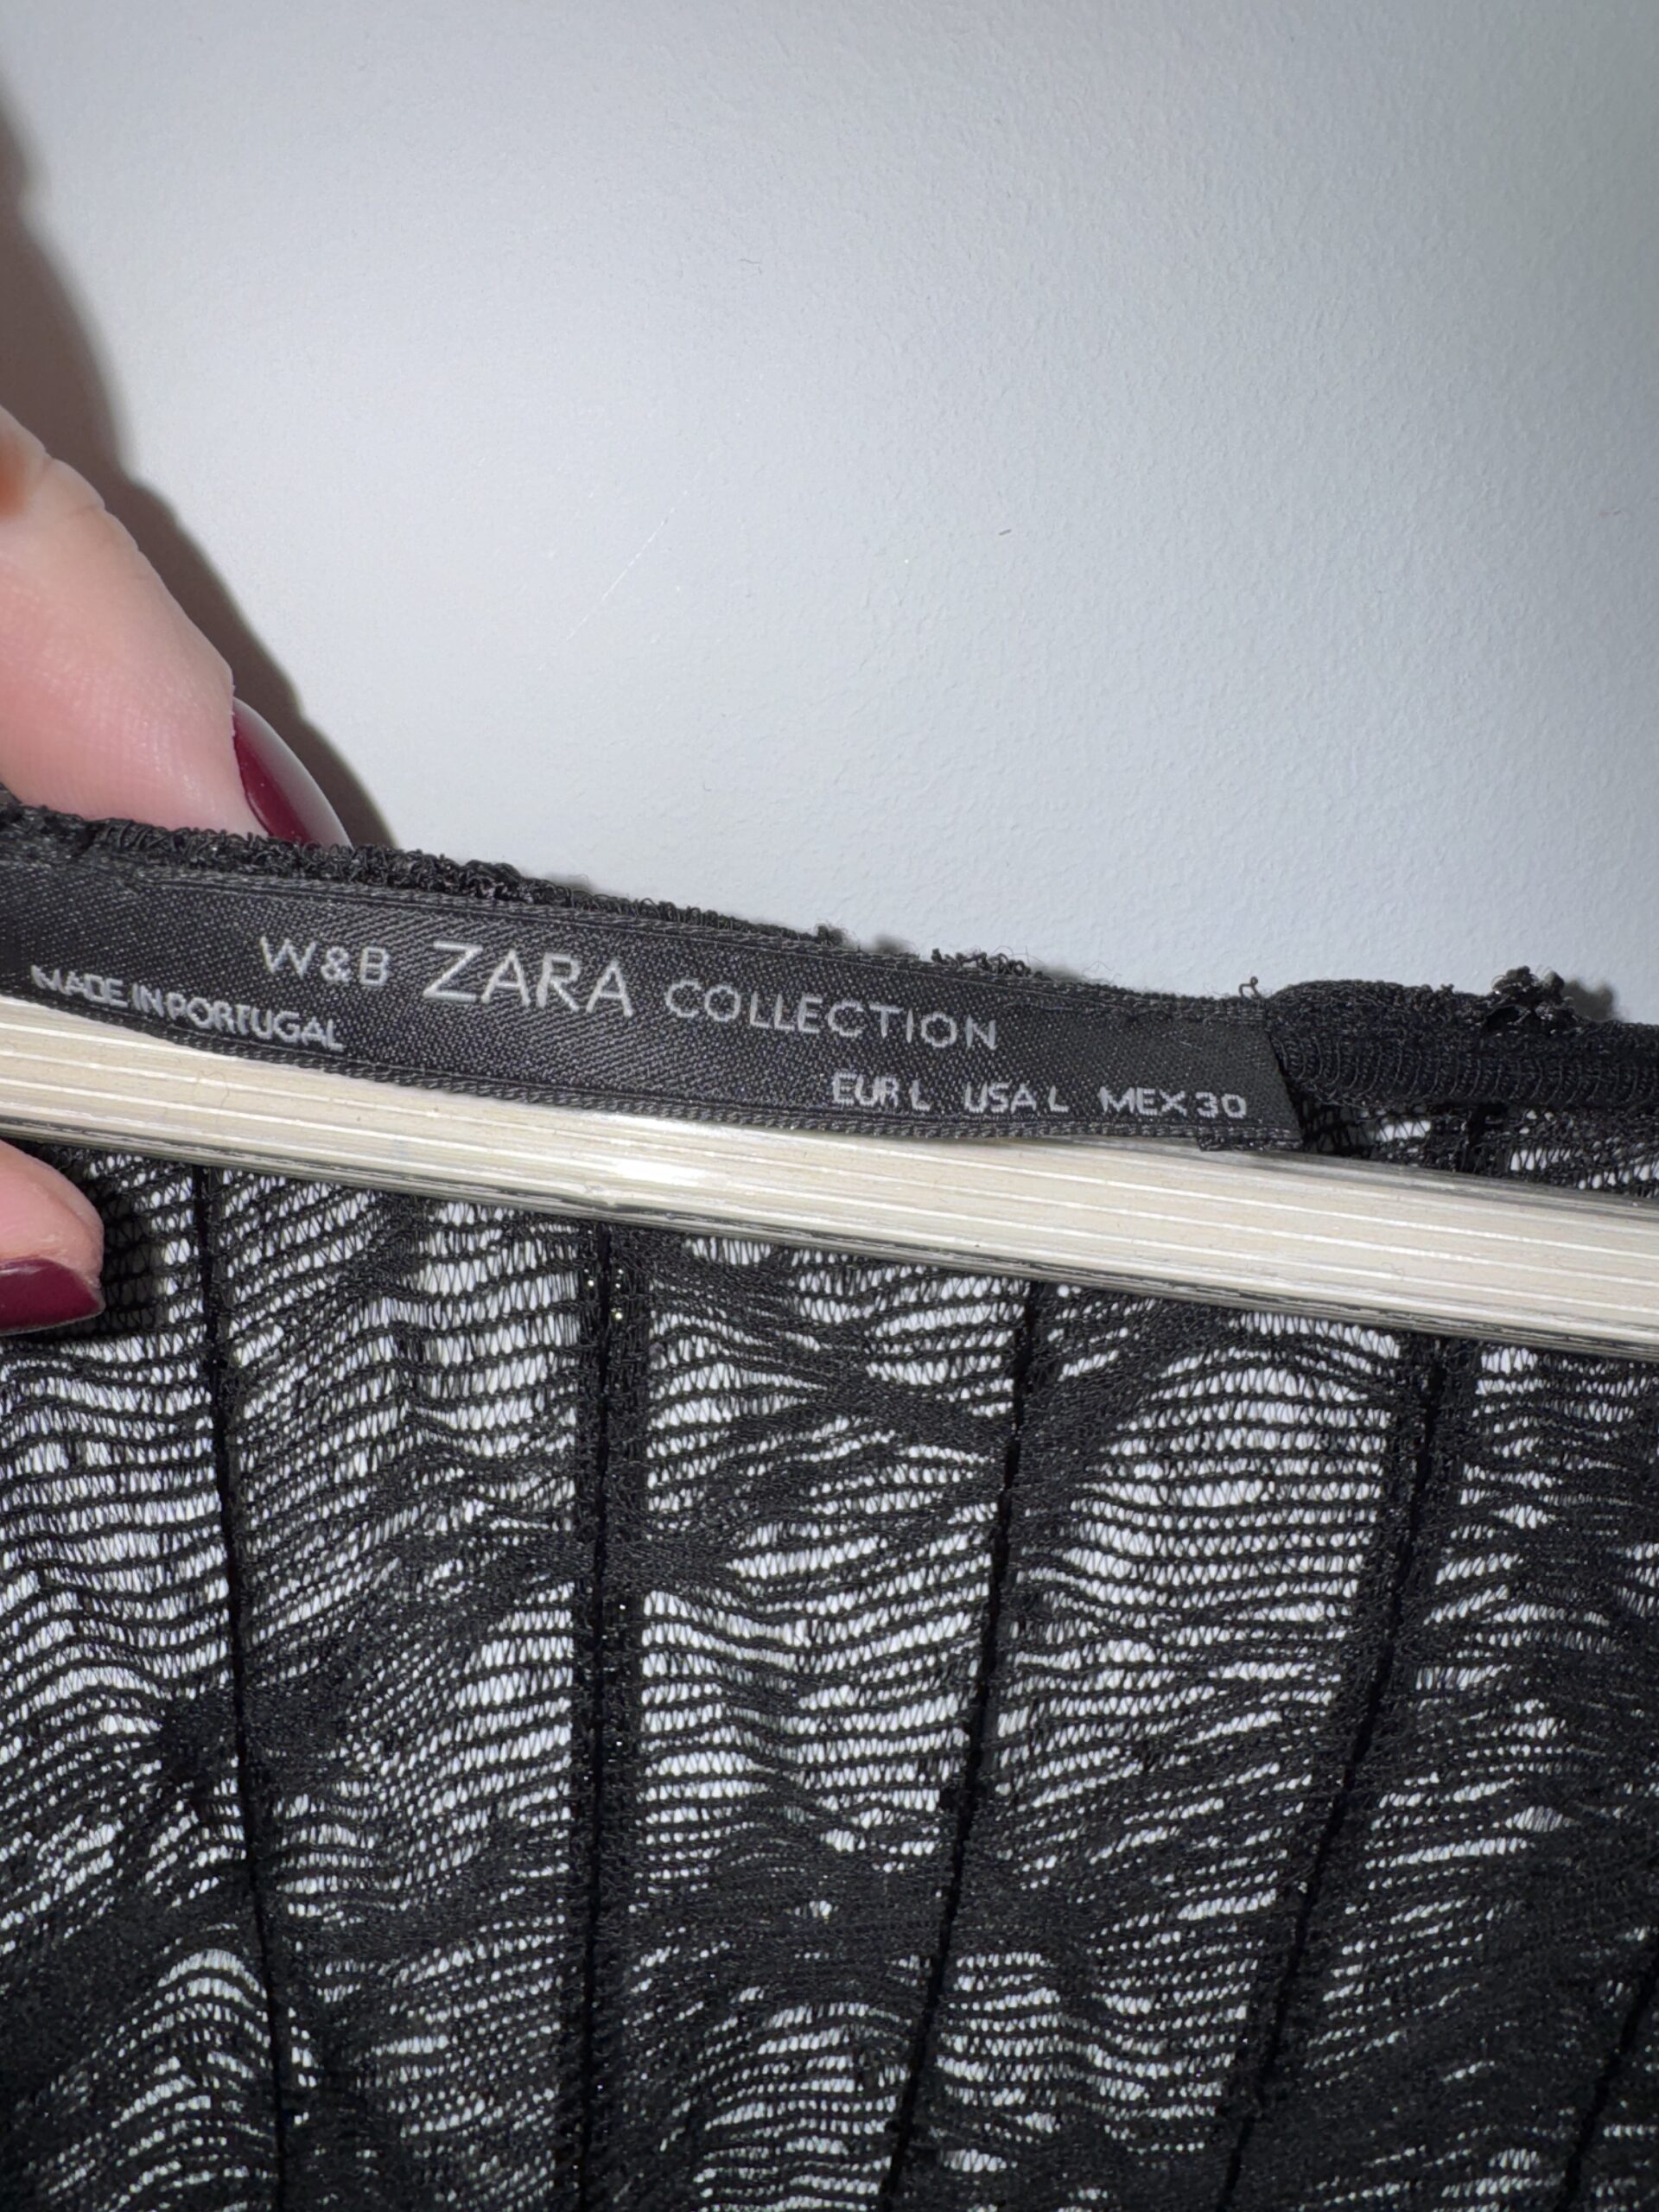 W&B ZARA COLLECTION
MADE IN PORTUGAL
EUR L USA L MEX 30